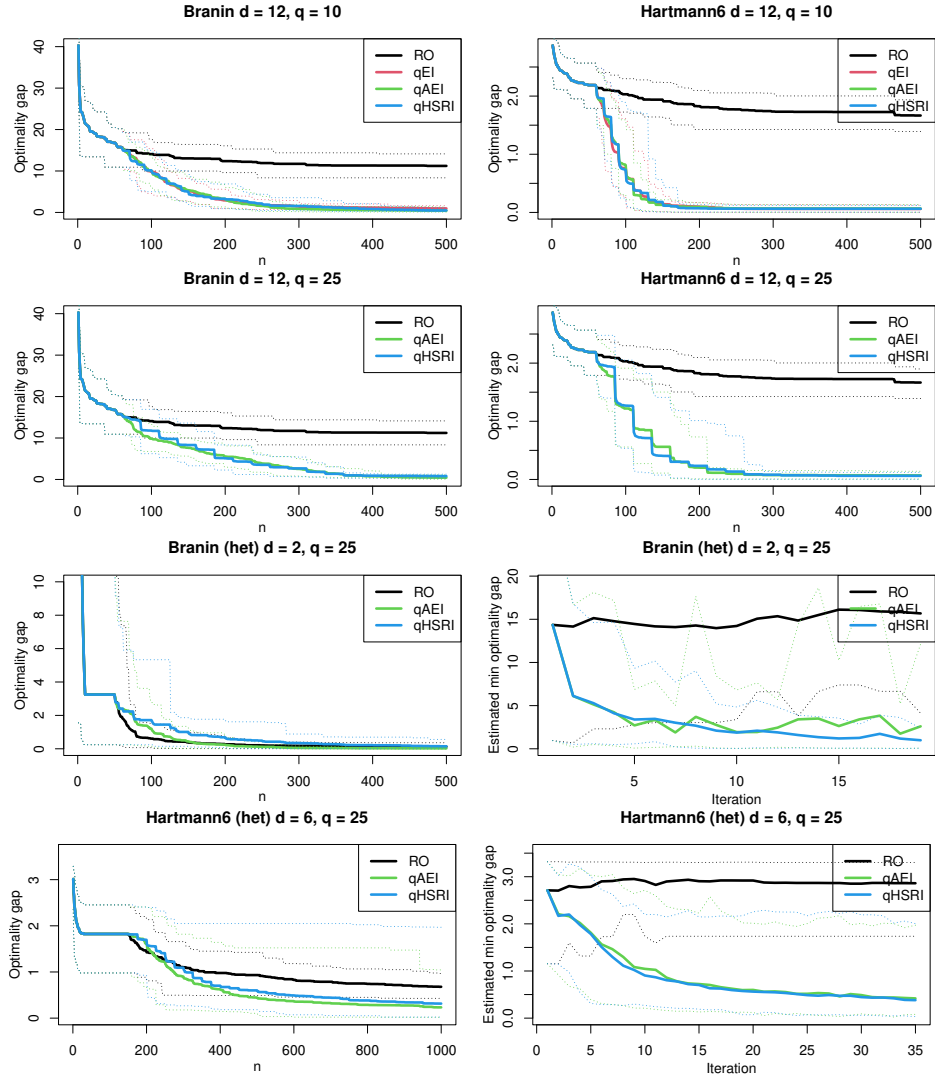 Branin d = 12, q = 10
Optimality gap
0 10 20 30 40
RO
qEI
qAEI
qHSRI
0 100 200 300 400 500
n
Hartmann6 d = 12, q = 10
Optimality gap
0.0 1.0 2.0
RO
qEI
qAEI
qHSRI
0 100 200 300 400 500
n
Branin d = 12, q = 25
Optimality gap
0 10 20 30 40
RO
qAEI
qHSRI
0 100 200 300 400 500
n
Hartmann6 d = 12, q = 25
Optimality gap
0.0 1.0 2.0
RO
qAEI
qHSRI
0 100 200 300 400 500
n
Branin (het) d = 2, q = 25
Optimality gap
0 2 4 6 8 10
RO
qAEI
qHSRI
0 100 200 300 400 500
n
Branin (het) d = 2, q = 25
Estimated min optimality gap
0 5 10 15 20
RO
qAEI
qHSRI
5 10 15
Iteration
Hartmann6 (het) d = 6, q = 25
Optimality gap
0 1 2 3
RO
qAEI
qHSRI
0 200 400 600 800 1000
n
Hartmann6 (het) d = 6, q = 25
Estimated min optimality gap
0.0 1.0 2.0 3.0
RO
qAEI
qHSRI
0 5 10 15 20 25 30 35
Iteration